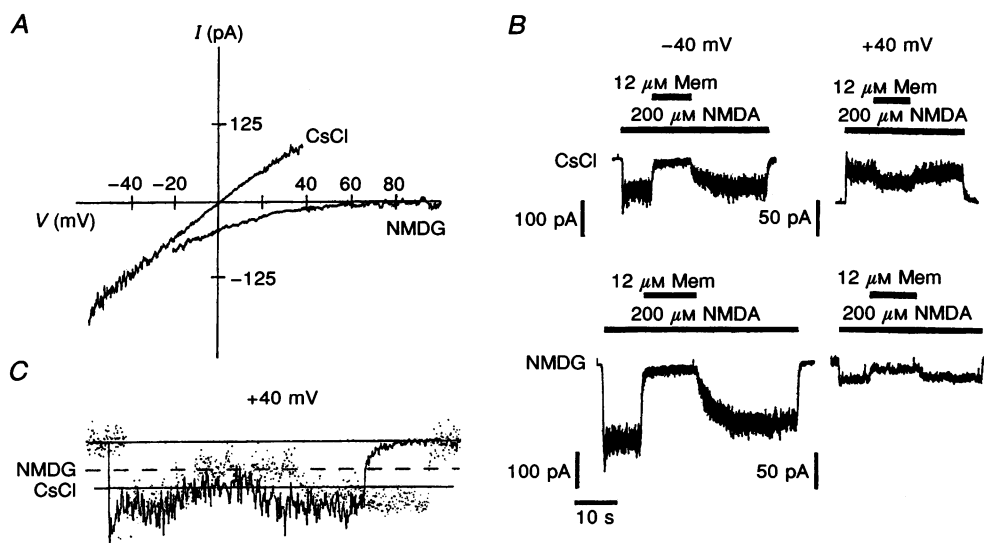 A
I (pA)
125
CsCl
−40 −20
40 60 80
V (mV)
NMDG
−125
B
−40 mV
+40 mV
12 μM Mem
12 μM Mem
200 μM NMDA
200 μM NMDA
CsCl
100 pA
50 pA
12 μM Mem
12 μM Mem
200 μM NMDA
200 μM NMDA
NMDG
100 pA
50 pA
10 s
C
+40 mV
NMDG
CsCl